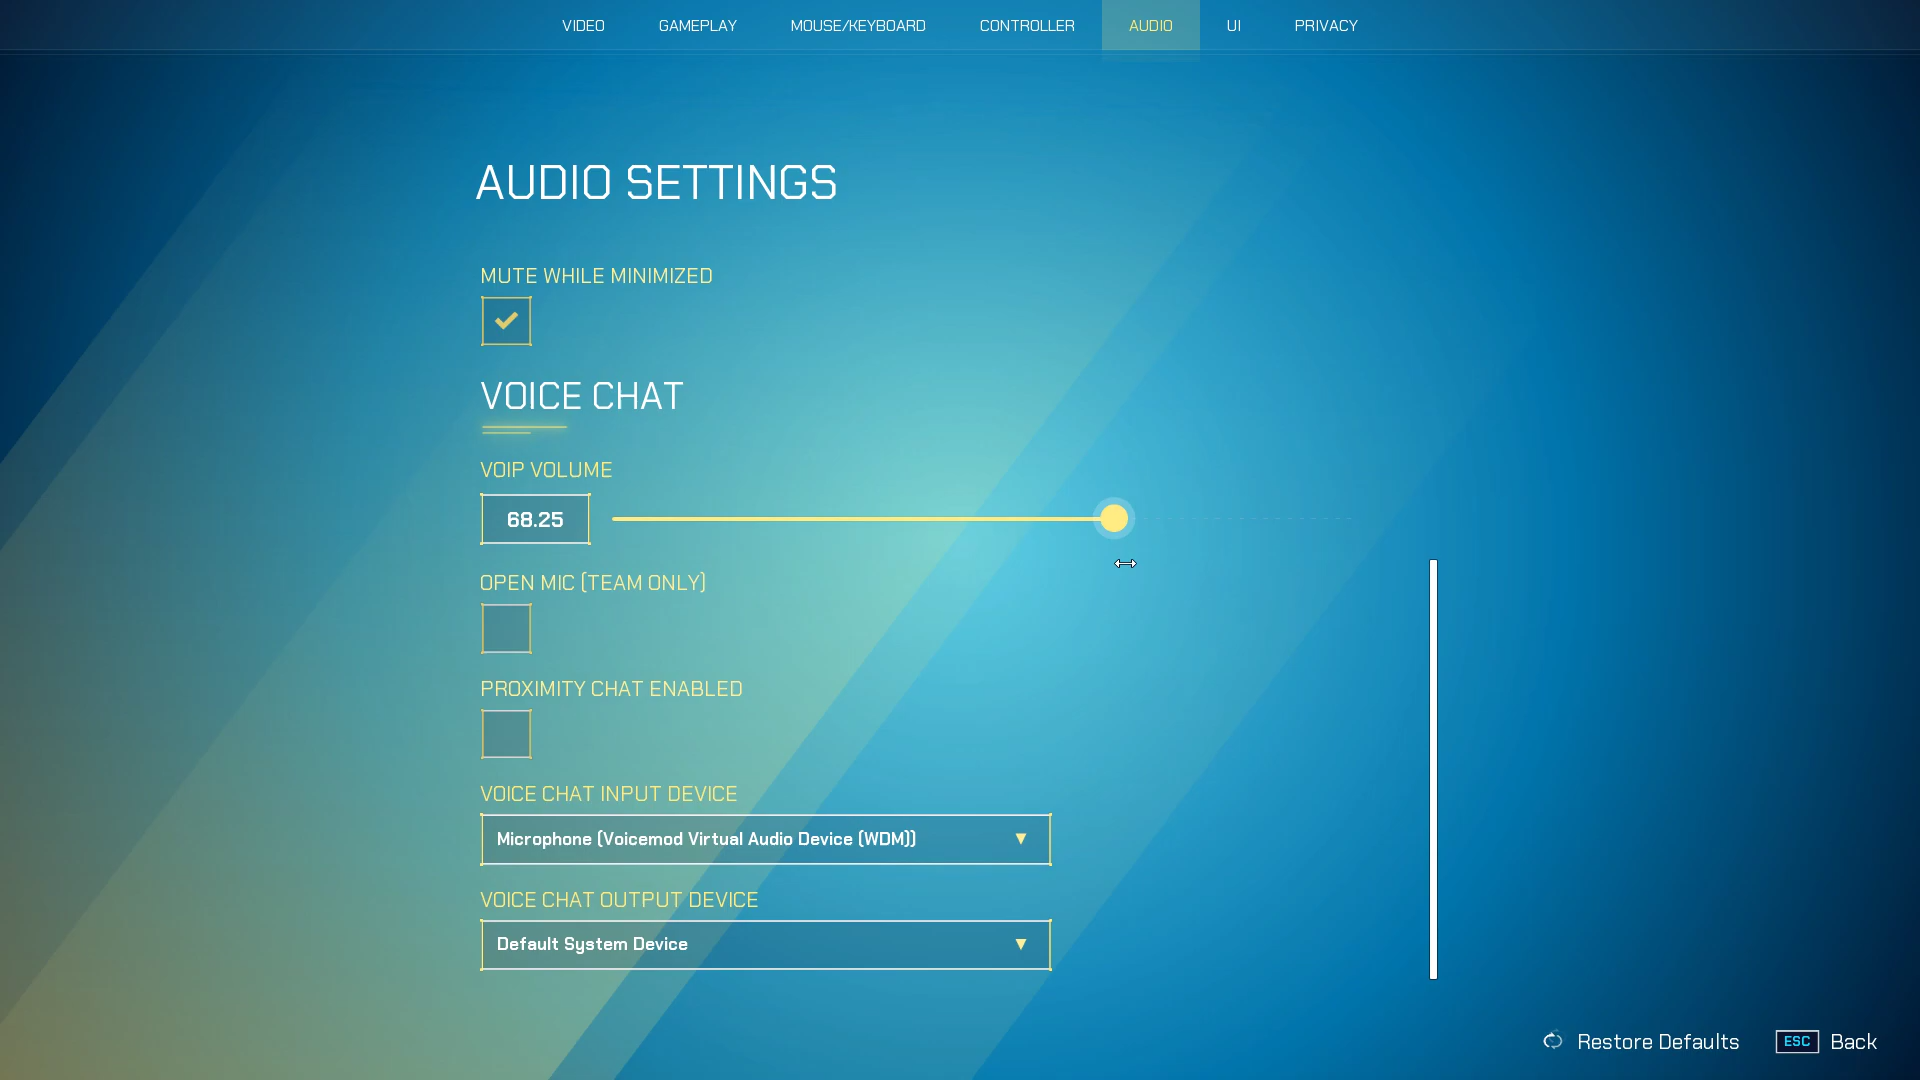 VIDEO GAMEPLAY MOUSE/KEYBOARD CONTROLLER AUDIO UI PRIVACY
AUDIO SETTINGS
MUTE WHILE MINIMIZED
VOICE CHAT
VOIP VOLUME
68.25
OPEN MIC (TEAM ONLY)
PROXIMITY CHAT ENABLED
VOICE CHAT INPUT DEVICE
Microphone (Voicemod Virtual Audio Device (WDM))
VOICE CHAT OUTPUT DEVICE
Default System Device
Restore Defaults ESC Back